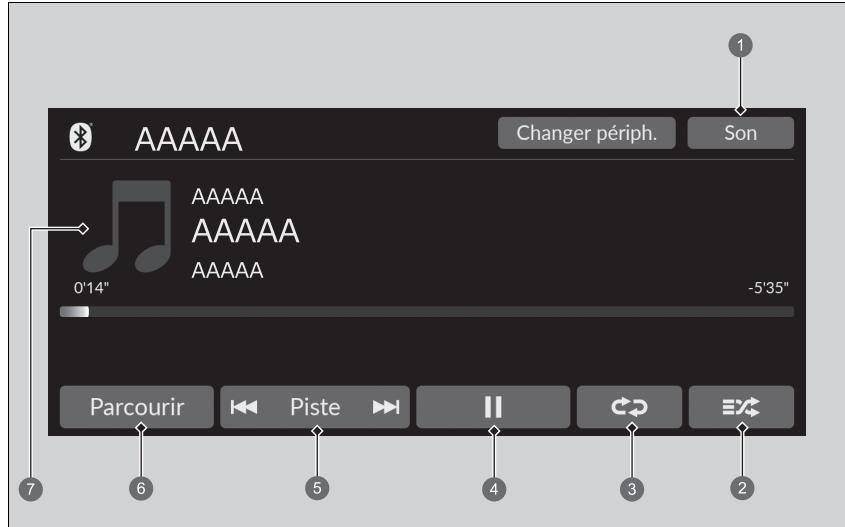 1
AAAAA
Changer périph.
Son
AAAAA
AAAAA
AAAAA
7
0'14"
-5'35"
Parcourir
Piste
6
5
4
3
2